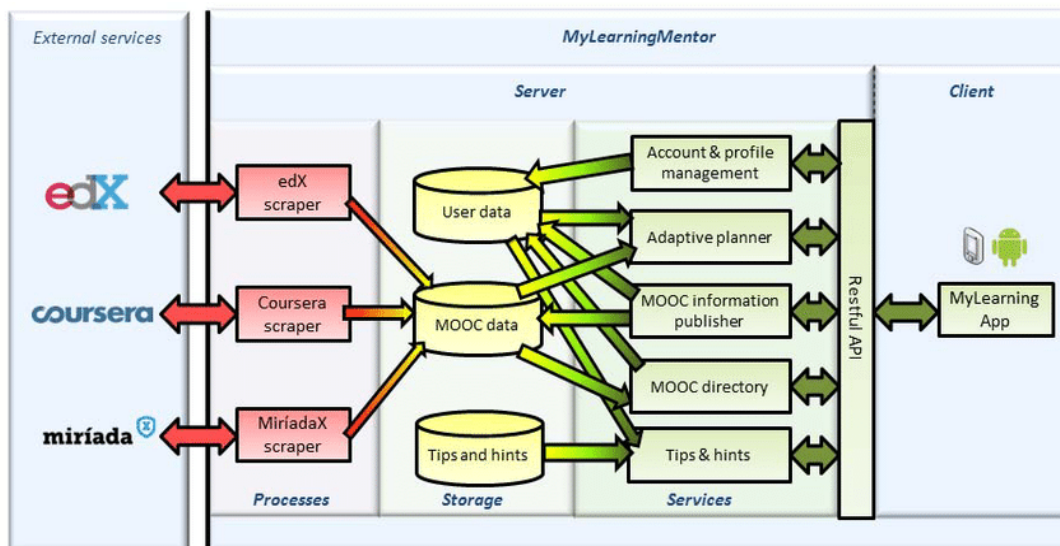 External services
MyLearningMentor
Server
Client
edX
edX
scraper
User data
Account & profile
management
Adaptive planner
coursera
Coursera
scraper
MOOC data
MOOC information
publisher
Restful API
MyLearning
App
MOOC directory
miríada x
MiríadaX
scraper
Tips and hints
Tips & hints
Processes
Storage
Services